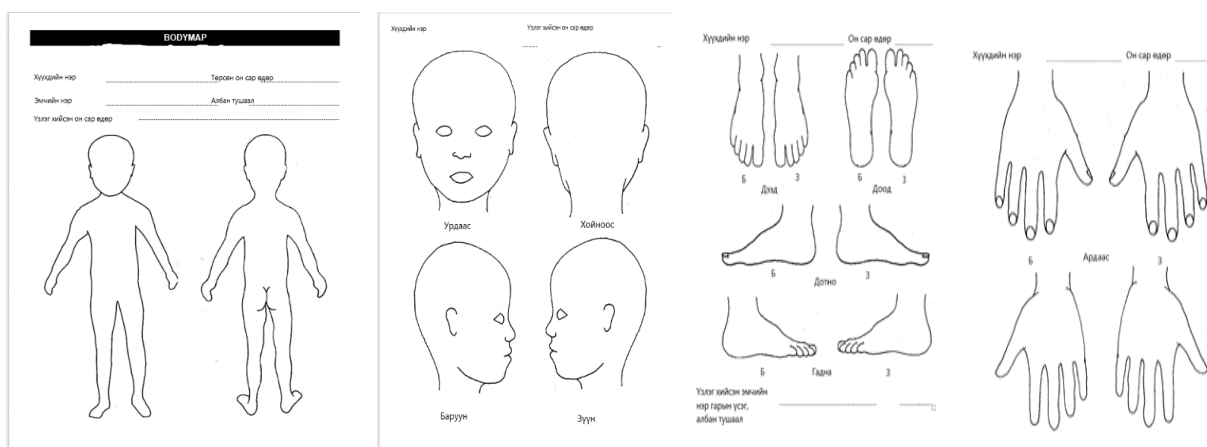 BODYMAP
Хүүхдийн нэр Төрсөн он сар өдөр
Эмчийн нэр Албан тушаал
Үзлэг хийсэн он сар өдөр
Хүүхдийн нэр Үзлэг хийсэн он сар өдөр
Урдаас Хойноос
Баруун Зүүн
Хүүхдийн нэр Он сар өдөр
Б З Б З
Дээд Доод
Б З
Дотно
Б Гадна З
Үзлэг хийсэн эмчийн
нэр гарын үсэг,
албан тушаал
Хүүхдийн нэр Он сар өдөр
Б Ардаас З